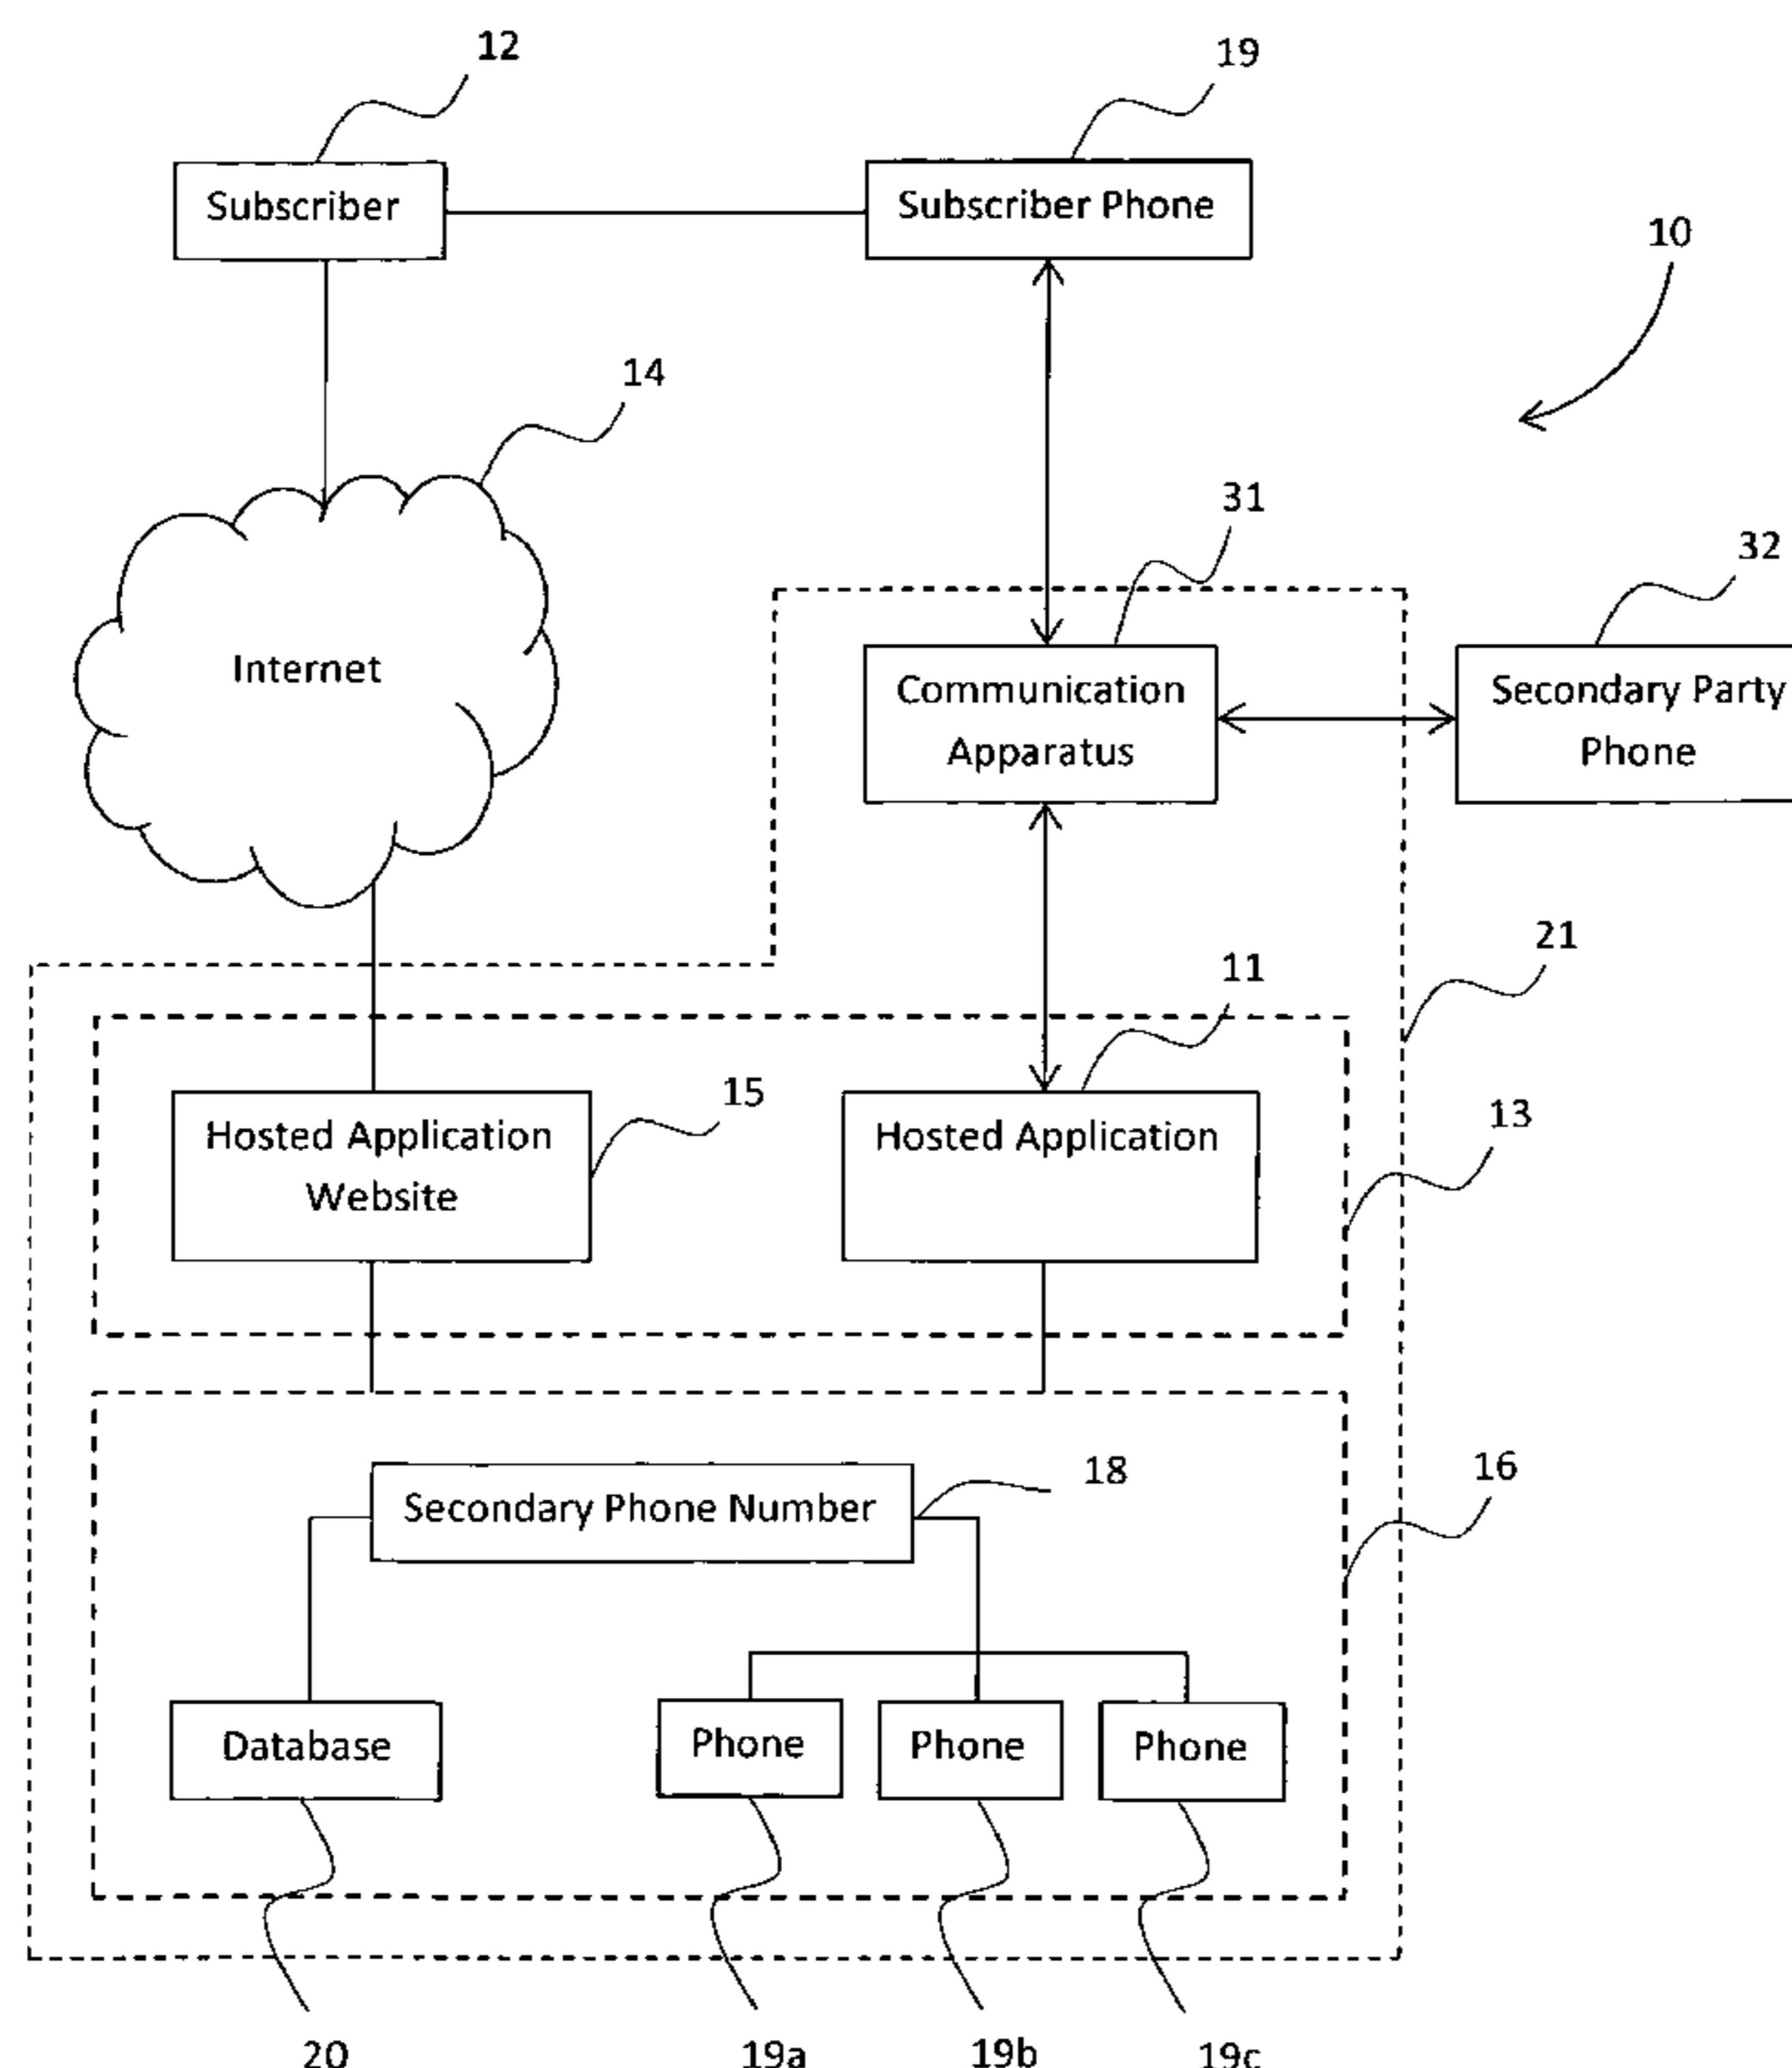 12
19
Subscriber
Subscriber Phone
10
14
31
32
Internet
Communication
Apparatus
Secondary Party
Phone
21
11
15
13
Hosted Application
Website
Hosted Application
18
16
Secondary Phone Number
Database
Phone
Phone
Phone
20
19a
19b
19c